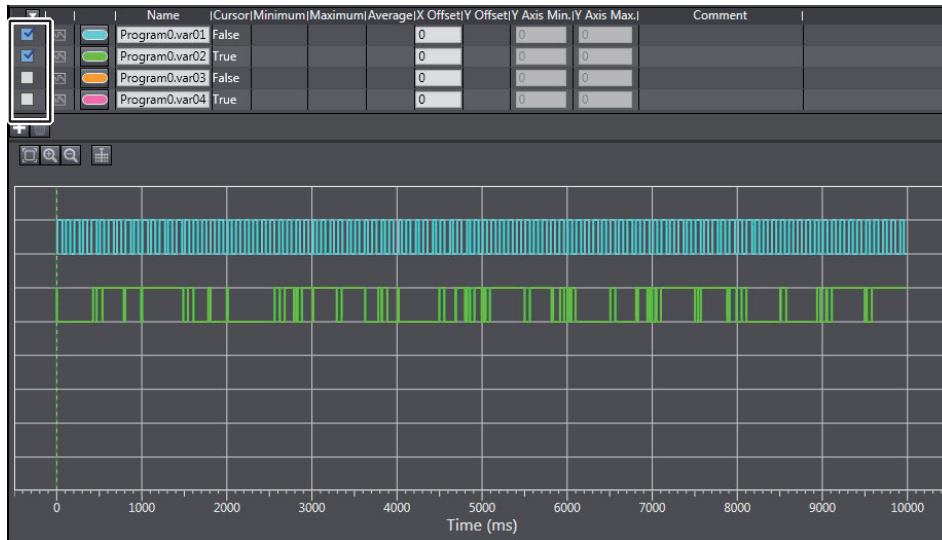 Name Cursor Minimum Maximum Average X Offset Y Offset Y Axis Min. Y Axis Max. Comment
Program0.var01 False 0 0 0
Program0.var02 True 0 0 0
Program0.var03 False 0 0 0
Program0.var04 True 0 0 0
0 1000 2000 3000 4000 5000 6000 7000 8000 9000 10000
Time (ms)